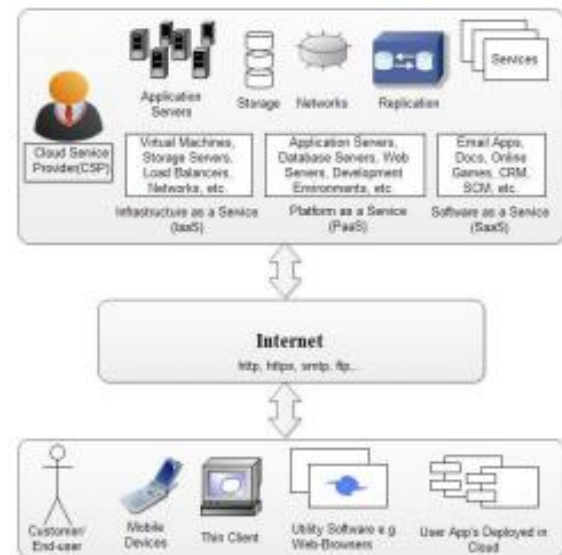 Application
Servers
Storage
Networks
Replication
Services
Cloud Service
Provider(CSP)
Virtual Machines,
Storage Servers,
Load Balancers,
Networks, etc.
Infrastructure as a Service
(IaaS)
Application Servers,
Database Servers, Web
Servers, Development
Environments, etc.
Platform as a Service
(PaaS)
Email Apps,
Docs, Online
Games, CRM,
SCM, etc.
Software as a Service
(SaaS)
Internet
http, https, smtp, ftp,..
Customer/
End-user
Mobile
Devices
Thin Client
Utility Software e.g
Web-Browsers
User App's Deployed in
Cloud